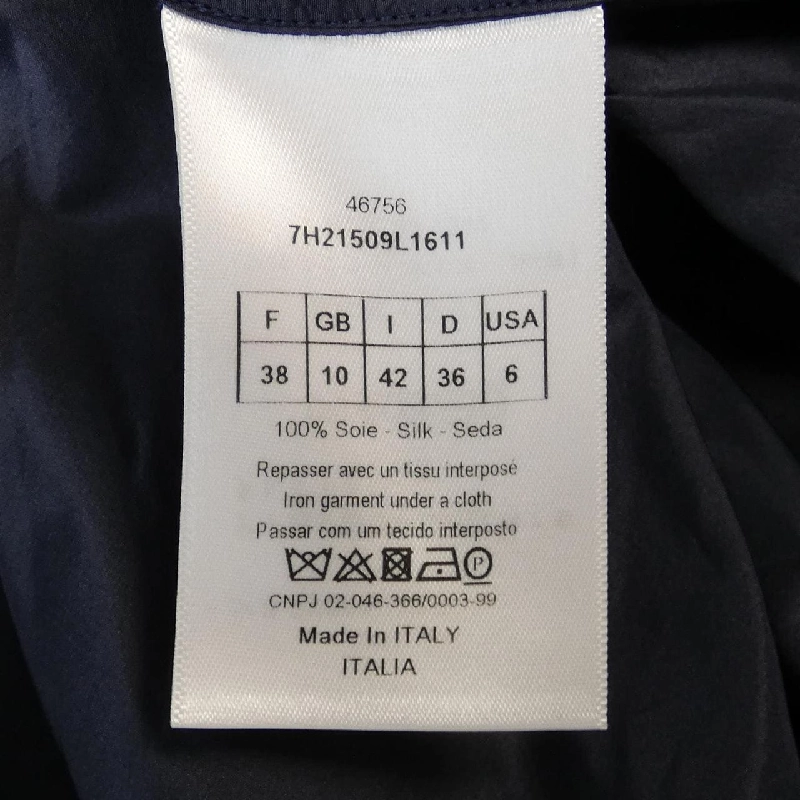 46756
7H21509L1611
F GB I D USA
38 10 42 36 6
100% Soie - Silk - Seda
Repasser avec un tissu interposé
Iron garment under a cloth
Passar com um tecido interposto
P
CNPJ 02-046-366/0003-99
Made In ITALY
ITALIA